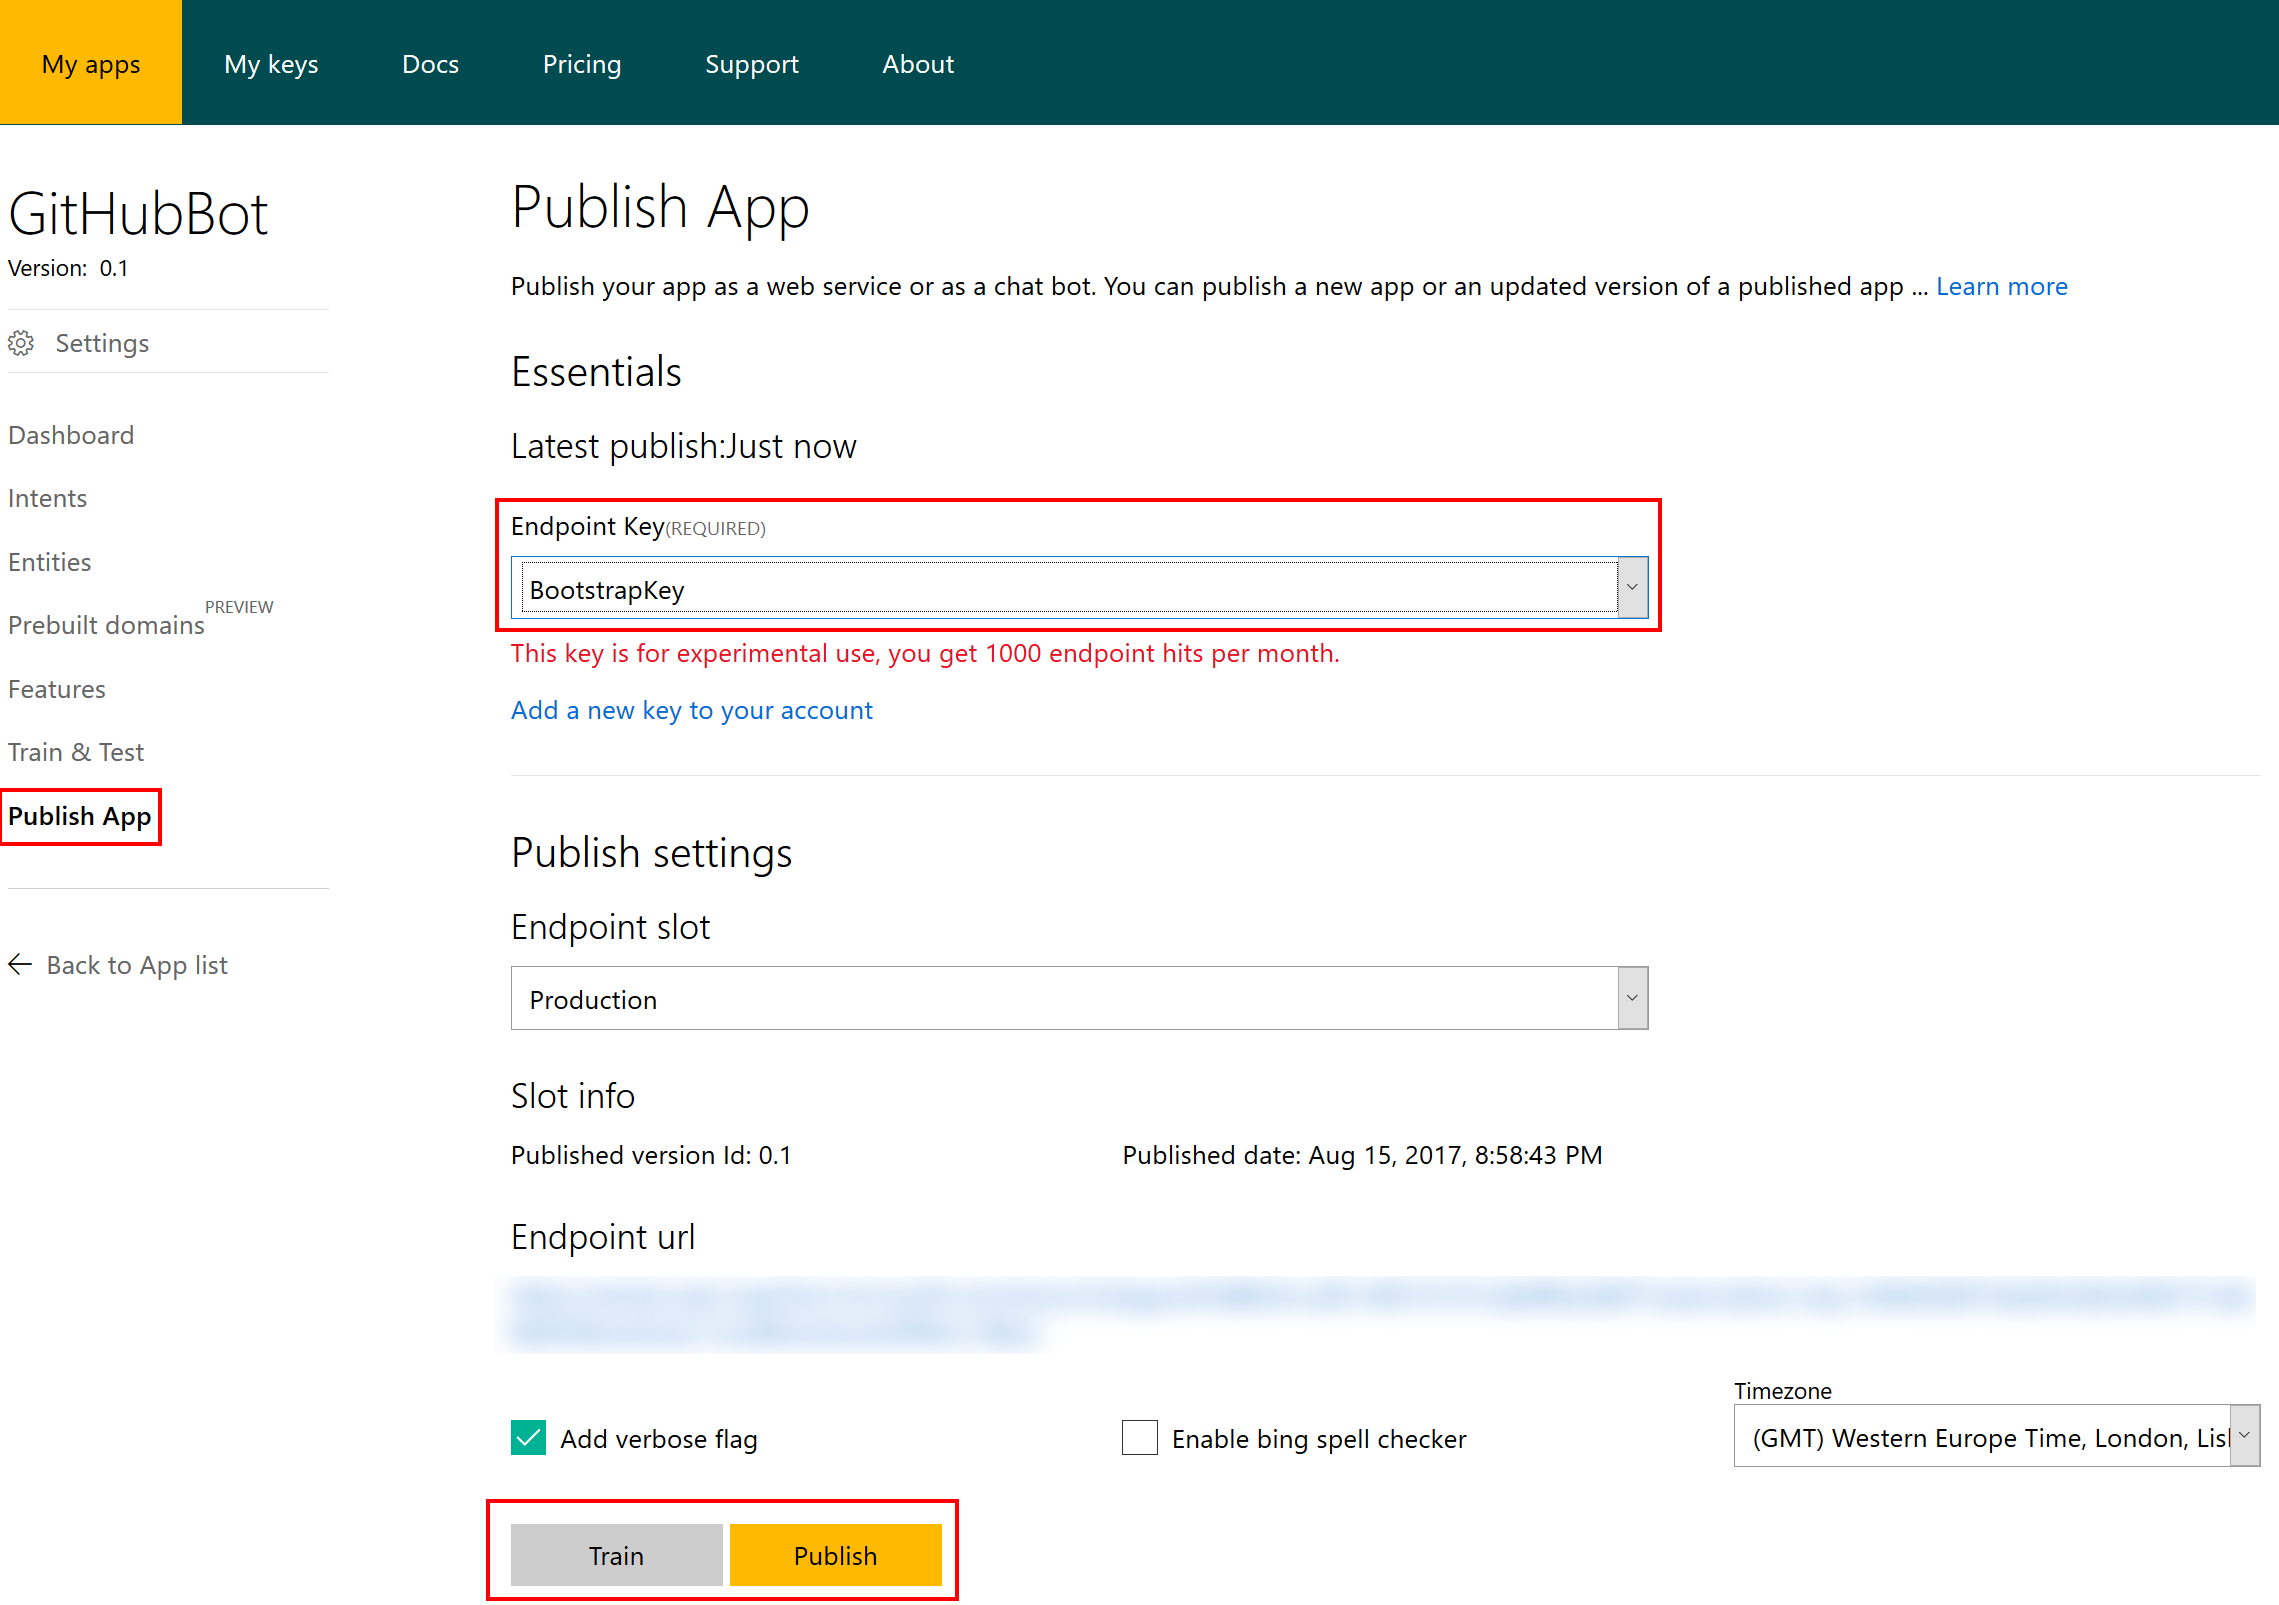 My apps
My keys
Docs
Pricing
Support
About
GitHubBot
Version: 0.1
Settings
Dashboard
Intents
Entities
Prebuilt domains PREVIEW
Features
Train & Test
Publish App
Back to App list
Publish App
Publish your app as a web service or as a chat bot. You can publish a new app or an updated version of a published app ... Learn more
Essentials
Latest publish:Just now
Endpoint Key(REQUIRED)
BootstrapKey
This key is for experimental use, you get 1000 endpoint hits per month.
Add a new key to your account
Publish settings
Endpoint slot
Production
Slot info
Published version Id: 0.1
Published date: Aug 15, 2017, 8:58:43 PM
Endpoint url
Timezone
Add verbose flag
Enable bing spell checker
(GMT) Western Europe Time, London,
Train
Publish